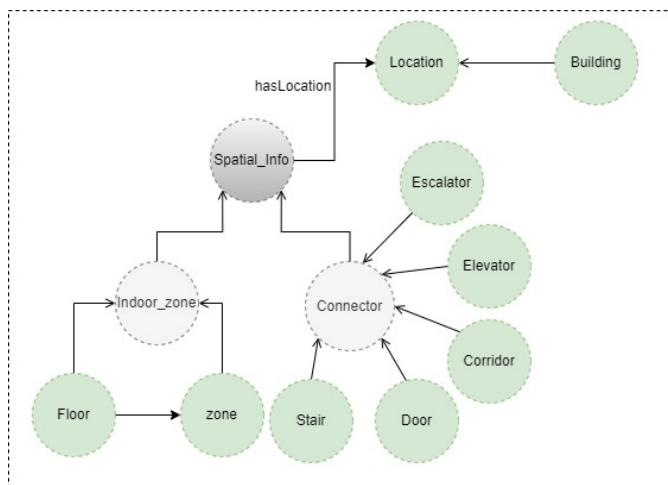 Location
Building
hasLocation
Spatial_Info
Escalator
Elevator
Indoor_zone
Connector
Corridor
Floor
zone
Stair
Door